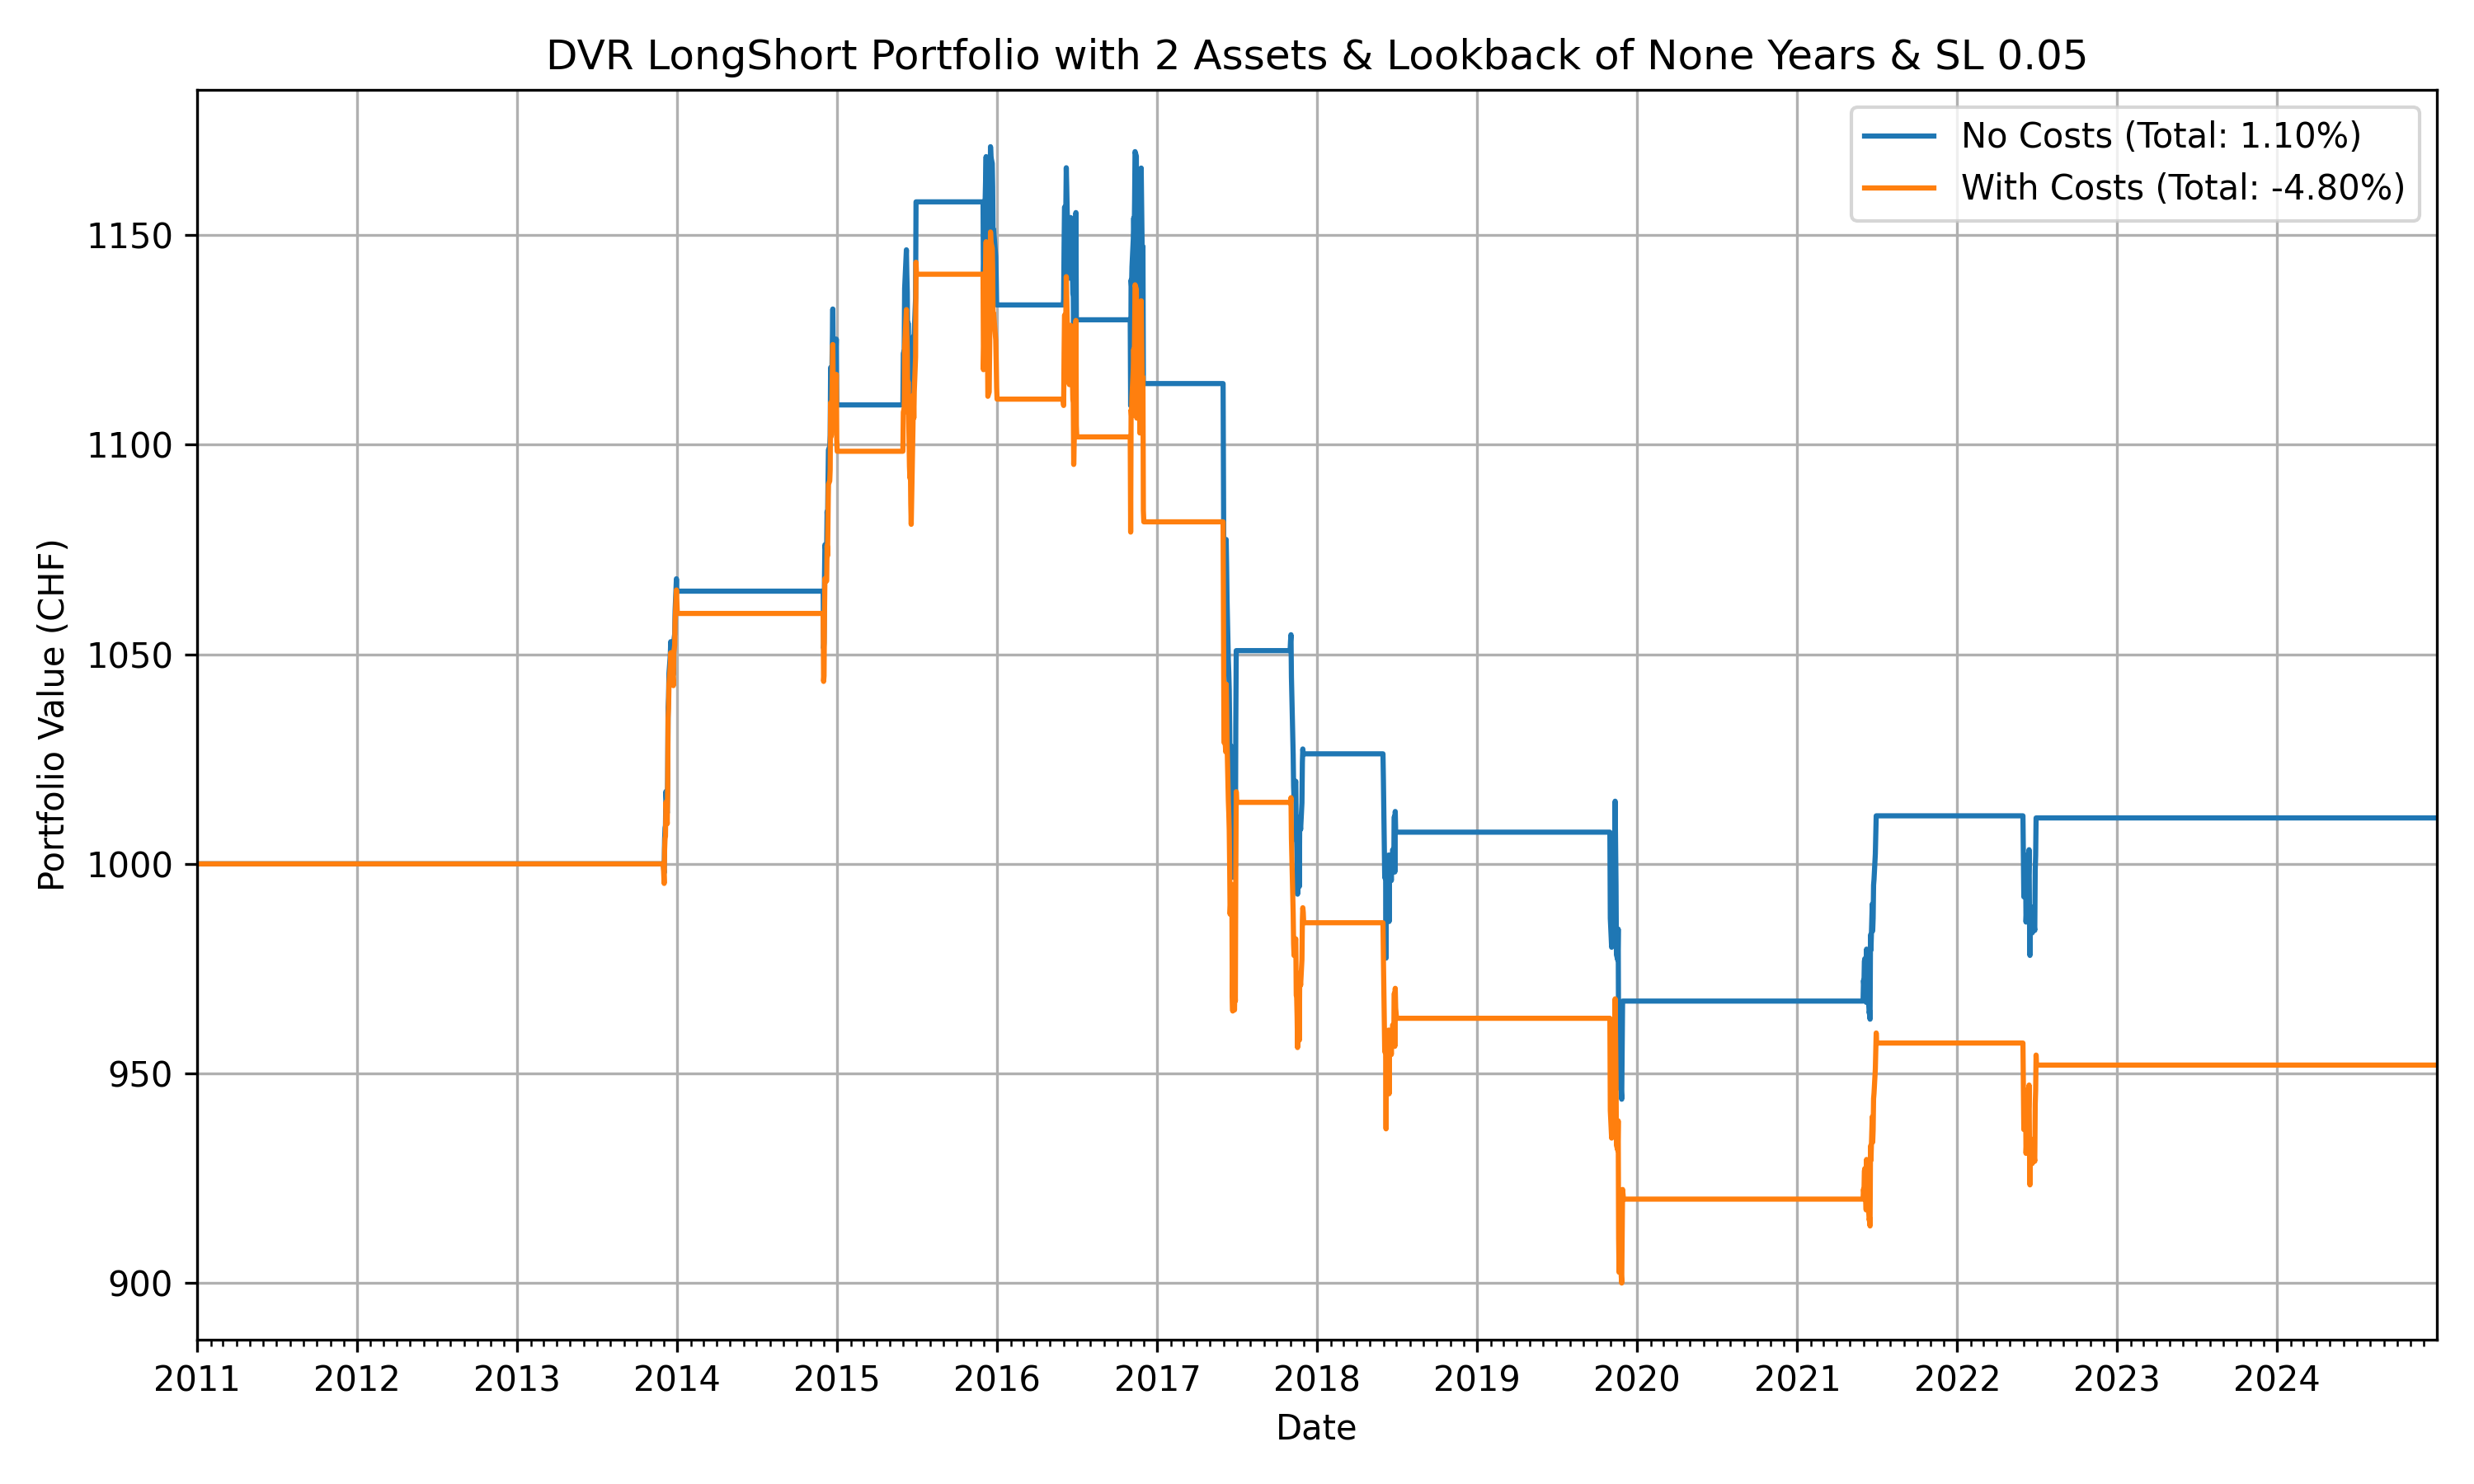 DVR LongShort Portfolio with 2 Assets & Lookback of None Years & SL 0.05
No Costs (Total: 1.10%)
With Costs (Total: -4.80%)
Portfolio Value (CHF)
1150
1100
1050
1000
950
900
2011 2012 2013 2014 2015 2016 2017 2018 2019 2020 2021 2022 2023 2024
Date